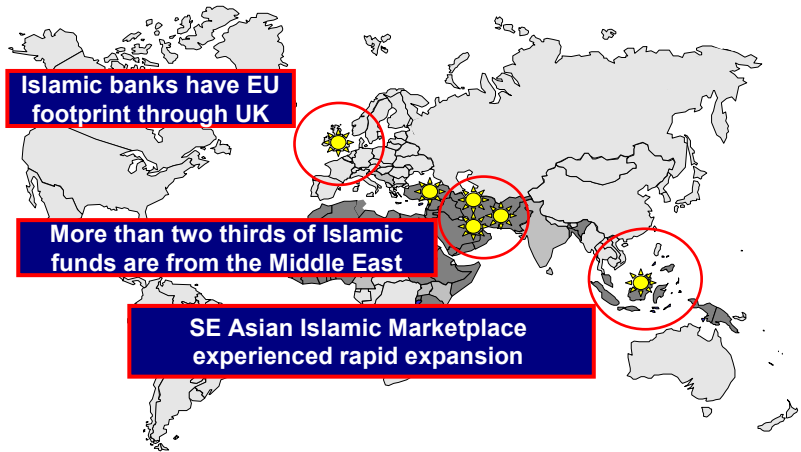 Islamic banks have EU
footprint through UK
More than two thirds of Islamic
funds are from the Middle East
SE Asian Islamic Marketplace
experienced rapid expansion